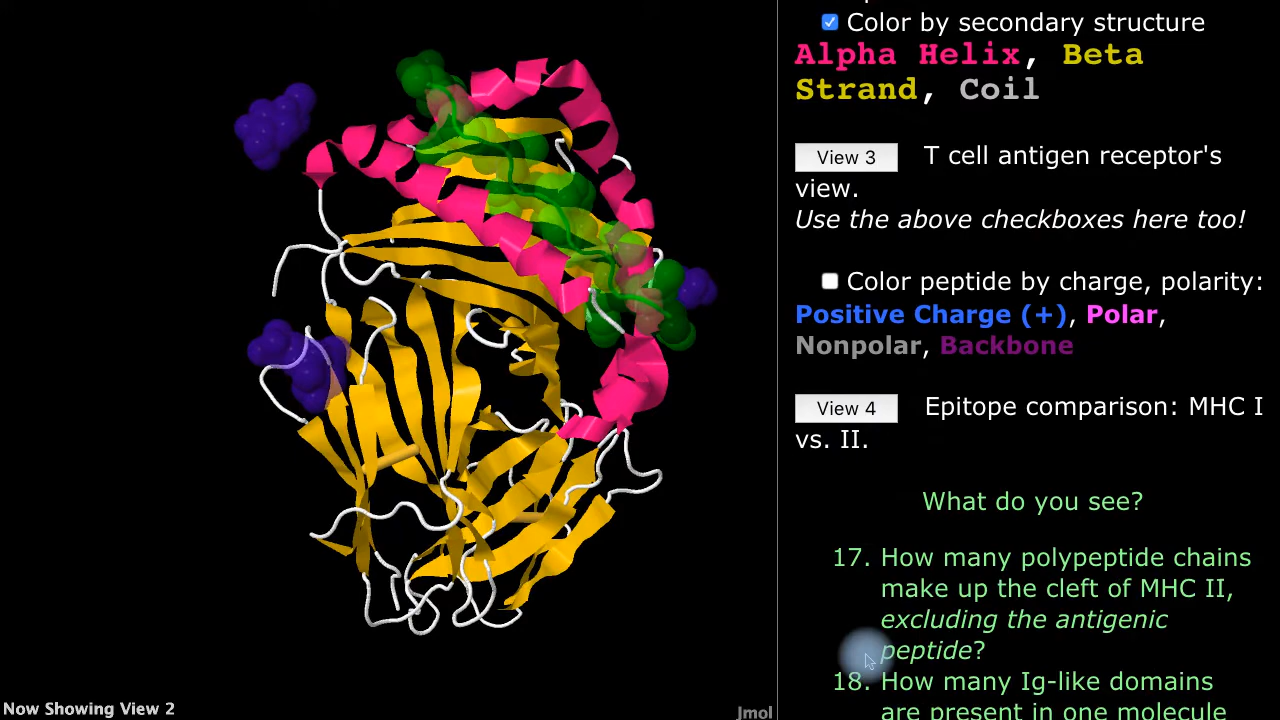 Color by secondary structure
Alpha Helix, Beta
Strand, Coil
View 3 T cell antigen receptor's
view.
Use the above checkboxes here too!
Color peptide by charge, polarity:
Positive Charge (+), Polar,
Nonpolar, Backbone
View 4 Epitope comparison: MHC I
vs. II.
What do you see?
17. How many polypeptide chains
make up the cleft of MHC II,
excluding the antigenic
peptide?
18. How many Ig-like domains
are present in one molecule
Now Showing View 2
Jmol